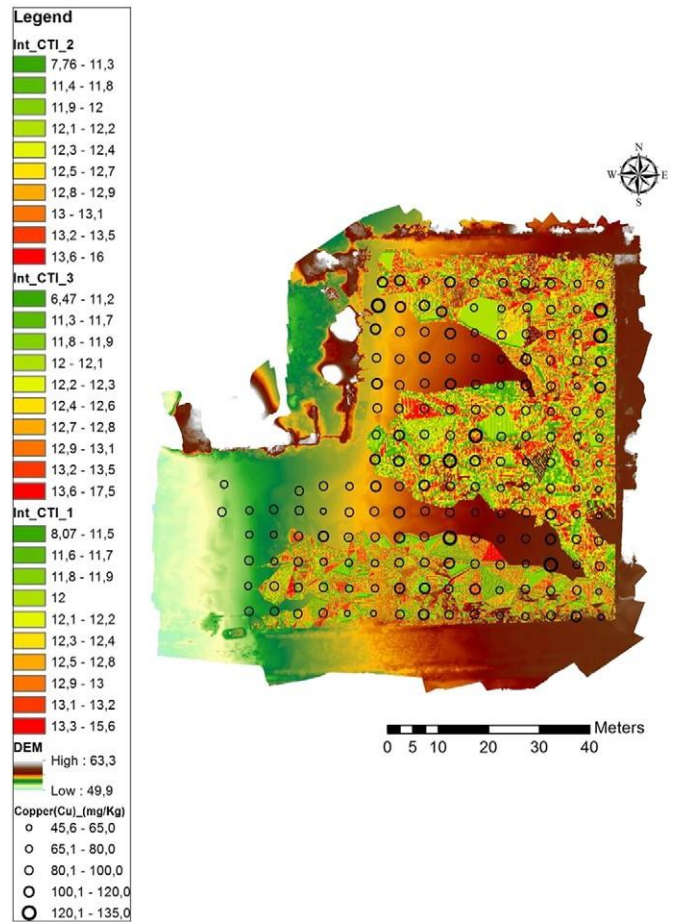 Legend
Int_CTI_2
7,76 - 11,3
11,4 - 11,8
11,9 - 12
12,1 - 12,2
12,3 - 12,4
12,5 - 12,7
12,8 - 12,9
13 - 13,1
13,2 - 13,5
13,6 - 16
Int_CTI_3
6,47 - 11,2
11,3 - 11,7
11,8 - 11,9
12 - 12,1
12,2 - 12,3
12,4 - 12,6
12,7 - 12,8
12,9 - 13,1
13,2 - 13,5
13,6 - 17,5
Int_CTI_1
8,07 - 11,5
11,6 - 11,7
11,8 - 11,9
12
12,1 - 12,2
12,3 - 12,4
12,5 - 12,8
12,9 - 13
13,1 - 13,2
13,3 - 15,6
DEM
High : 63,3
Low : 49,9
Copper(Cu)_(mg/Kg)
45,6 - 65,0
65,1 - 80,0
80,1 - 100,0
100,1 - 120,0
120,1 - 135,0
N
W E
S
Meters
0 5 10 20 30 40